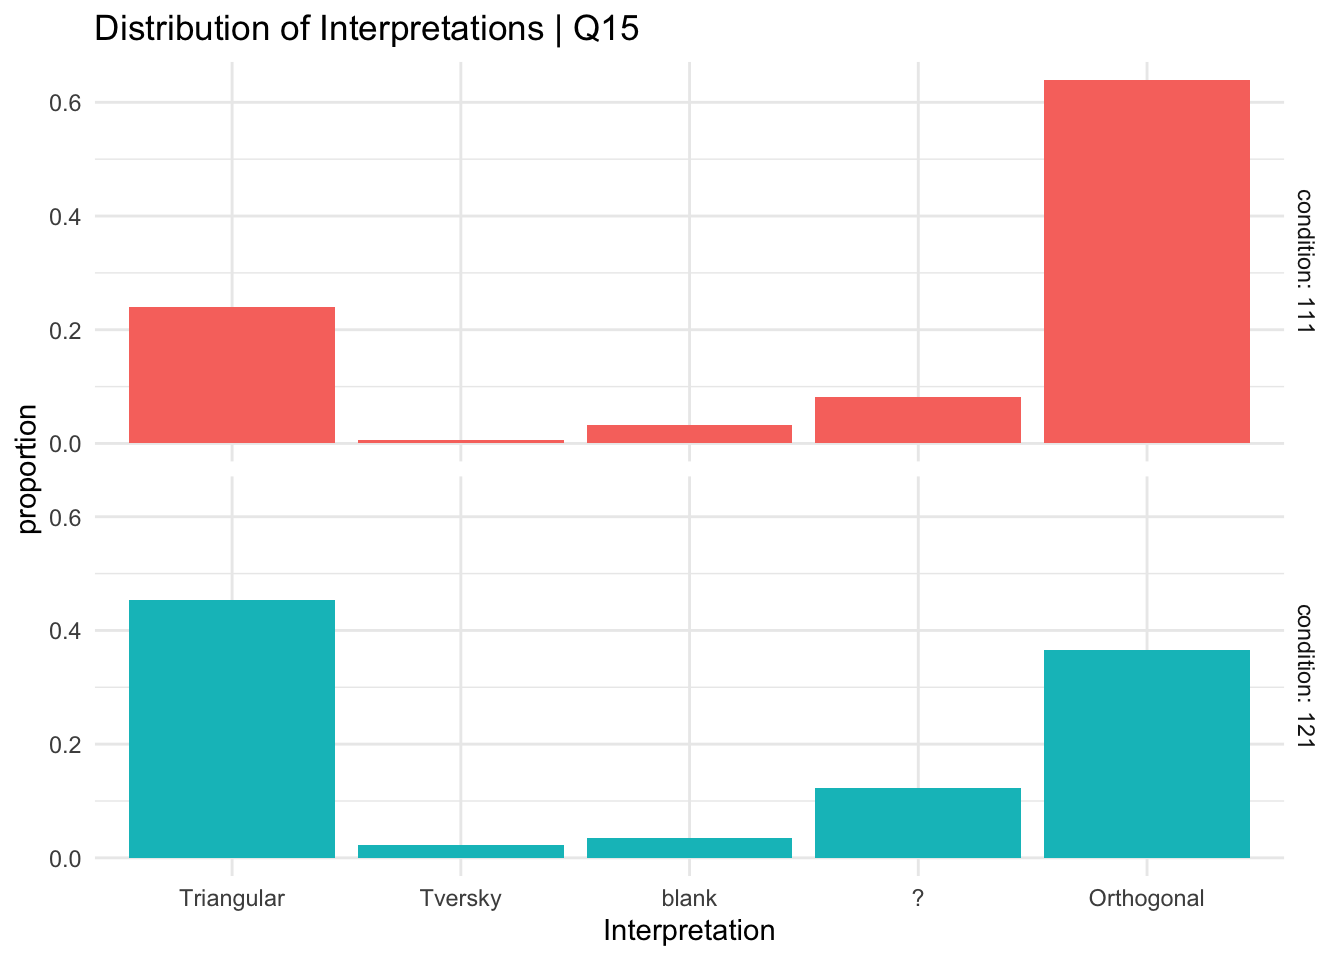 Distribution of Interpretations | Q15
0.6
0.4
0.2
0.0
condition: 111
proportion
0.6
0.4
0.2
0.0
condition: 121
Triangular
Tversky
blank
?
Orthogonal
Interpretation